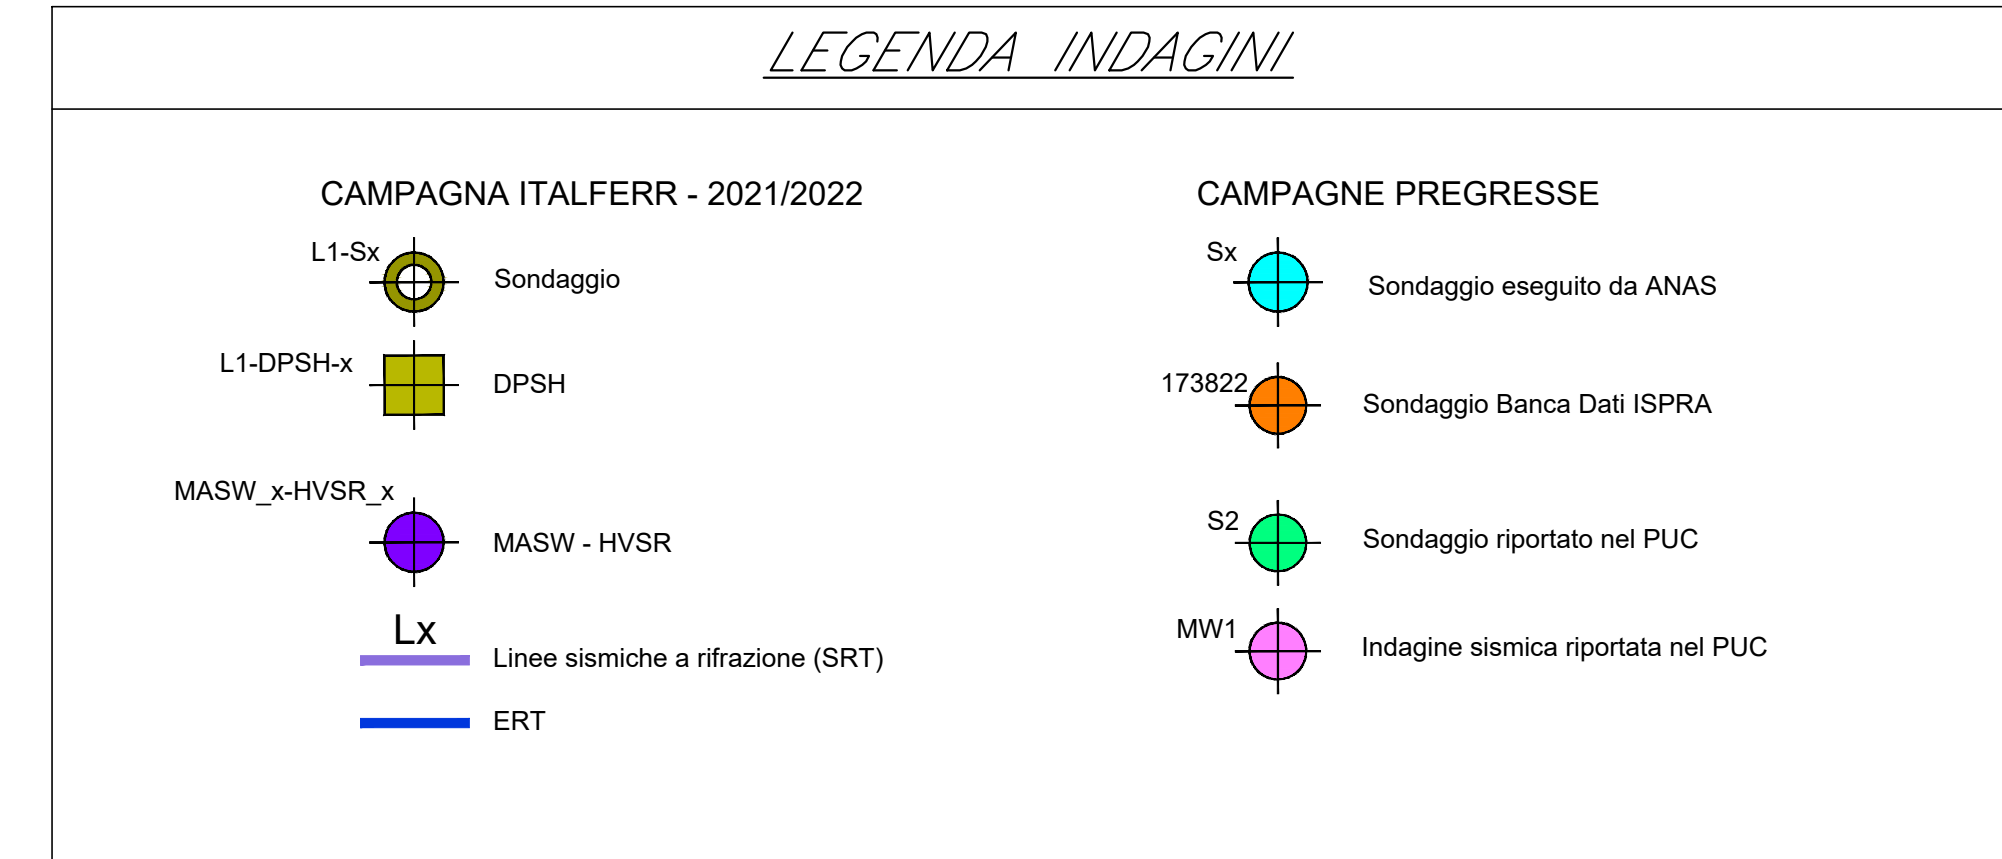 LEGENDA INDAGINI
CAMPAGNA ITALFERR - 2021/2022
L1-Sx
Sondaggio
L1-DPSH-x
DPSH
MASW_x-HVSR_x
MASW - HVSR
Lx
Linee sismiche a rifrazione (SRT)
ERT
CAMPAGNE PREGRESSE
Sx
Sondaggio eseguito da ANAS
173822
Sondaggio Banca Dati ISPRA
S2
Sondaggio riportato nel PUC
MW1
Indagine sismica riportata nel PUC